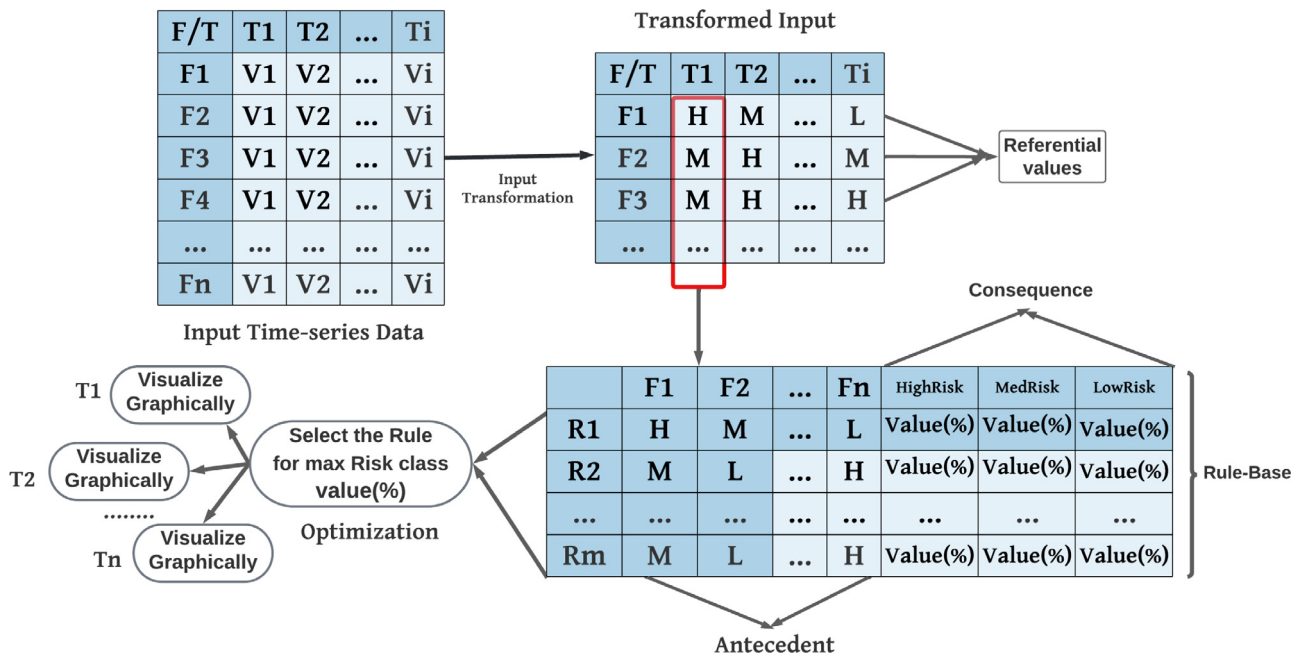 F/T T1 T2 ... Ti
F1 V1 V2 ... Vi
F2 V1 V2 ... Vi
F3 V1 V2 ... Vi
F4 V1 V2 ... Vi
... ... ... ... ...
Fn V1 V2 ... Vi
Input Time-series Data
Input
Transformation
Transformed Input
F/T T1 T2 ... Ti
F1 H M ... L
F2 M H ... M
F3 M H ... H
... ... ... ... ...
Referential
values
Consequence
F1 F2 ... Fn HighRisk MedRisk LowRisk
R1 H M ... L Value(%) Value(%) Value(%)
R2 M L ... H Value(%) Value(%) Value(%)
... ... ... ... ... ... ... ...
Rm M L ... H Value(%) Value(%) Value(%)
Rule-Base
Antecedent
Select the Rule
for max Risk class
value(%)
Optimization
T1
Visualize
Graphically
T2
Visualize
Graphically
........
Tn
Visualize
Graphically